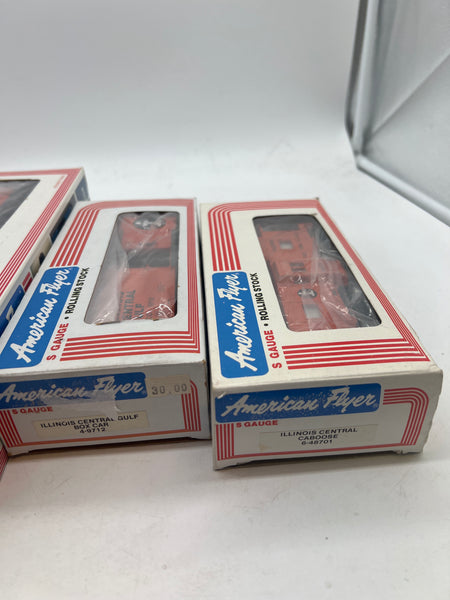 American Flyer
S GAUGE • ROLLING STOCK
American Flyer
S GAUGE
30.00
ILLINOIS CENTRAL GULF
BOX CAR
4-9712
American Flyer
S GAUGE • ROLLING STOCK
American Flyer
S GAUGE
ILLINOIS CENTRAL
CABOOSE
6-48701